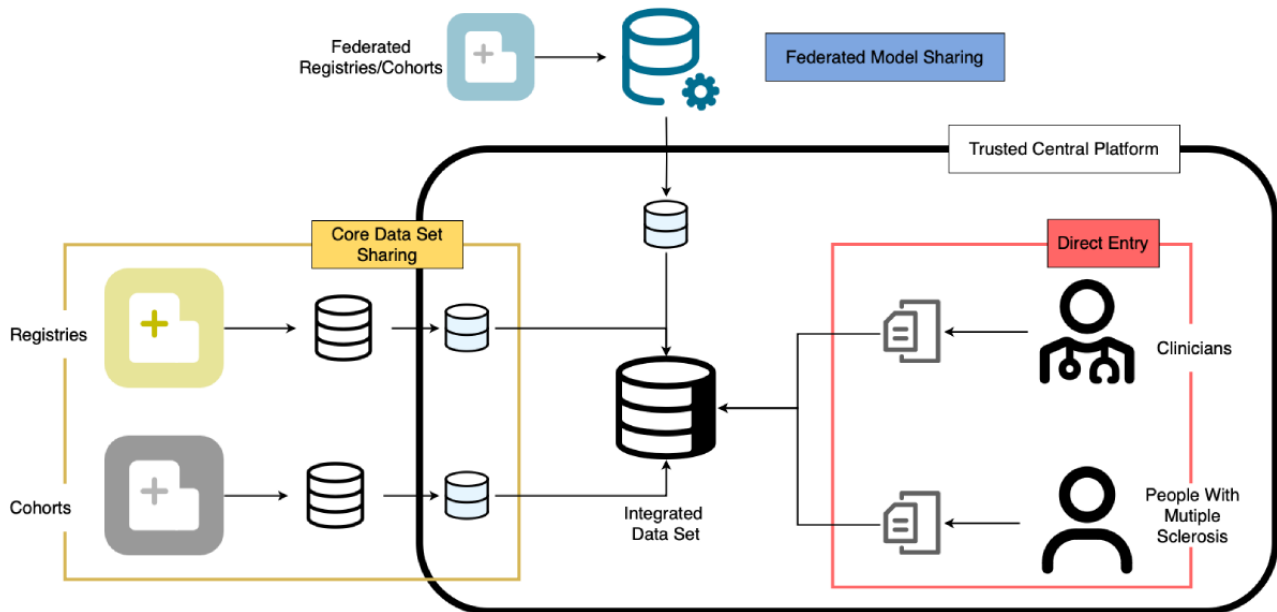 Federated
Registries/Cohorts
Federated Model Sharing
Trusted Central Platform
Core Data Set
Sharing
Direct Entry
Registries
Clinicians
Cohorts
Integrated
Data Set
People With
Mutiple
Sclerosis